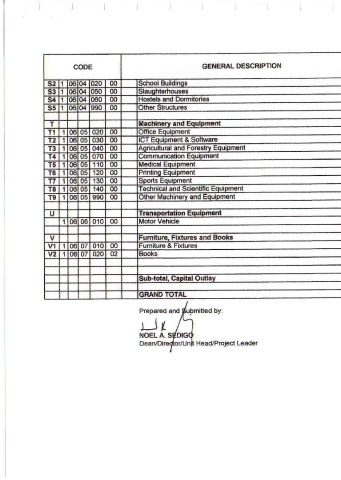 CODE GENERAL DESCRIPTION
S2 1 06 04 020 00 School Buildings
S3 1 06 04 050 00 Slaughterhouses
S4 1 06 04 060 00 Hostels and Dormitories
S5 1 06 04 990 00 Other Structures
T Machinery and Equipment
T1 1 06 05 020 00 Office Equipment
T2 1 06 05 030 00 ICT Equipment & Software
T3 1 06 05 040 00 Agricultural and Forestry Equipment
T4 1 06 05 070 00 Communication Equipment
T5 1 06 05 110 00 Medical Equipment
T6 1 06 05 120 00 Printing Equipment
T7 1 06 05 130 00 Sports Equipment
T8 1 06 05 140 00 Technical and Scientific Equipment
T9 1 06 05 990 00 Other Machinery and Equipment
U Transportation Equipment
1 06 06 010 00 Motor Vehicle
V Furniture, Fixtures and Books
V1 1 06 07 010 00 Furniture & Fixtures
V2 1 06 07 020 02 Books
Sub-total, Capital Outlay
GRAND TOTAL
Prepared and Submitted by:
NOEL A. SEDIGO
Dean/Director/Unit Head/Project Leader